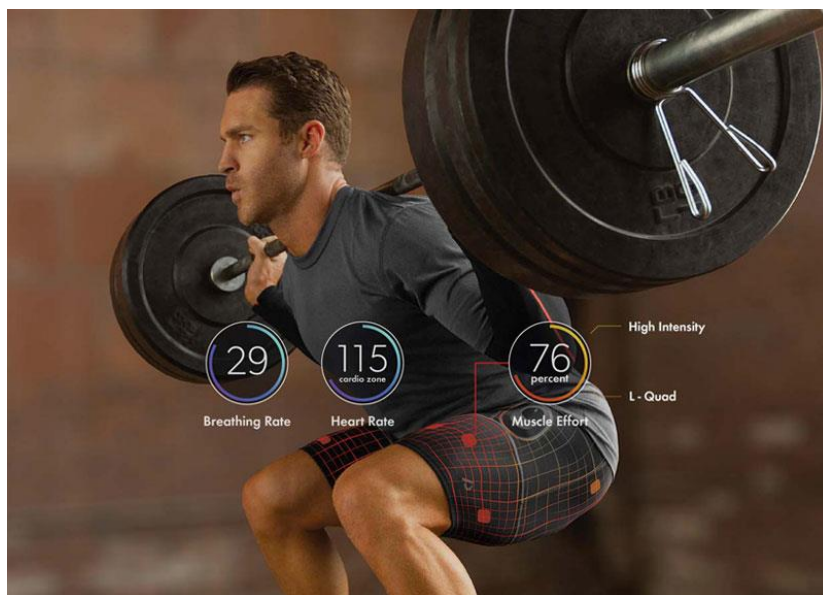 29
Breathing Rate
115
cardio zone
Heart Rate
76
percent
Muscle Effort
High Intensity
L - Quad